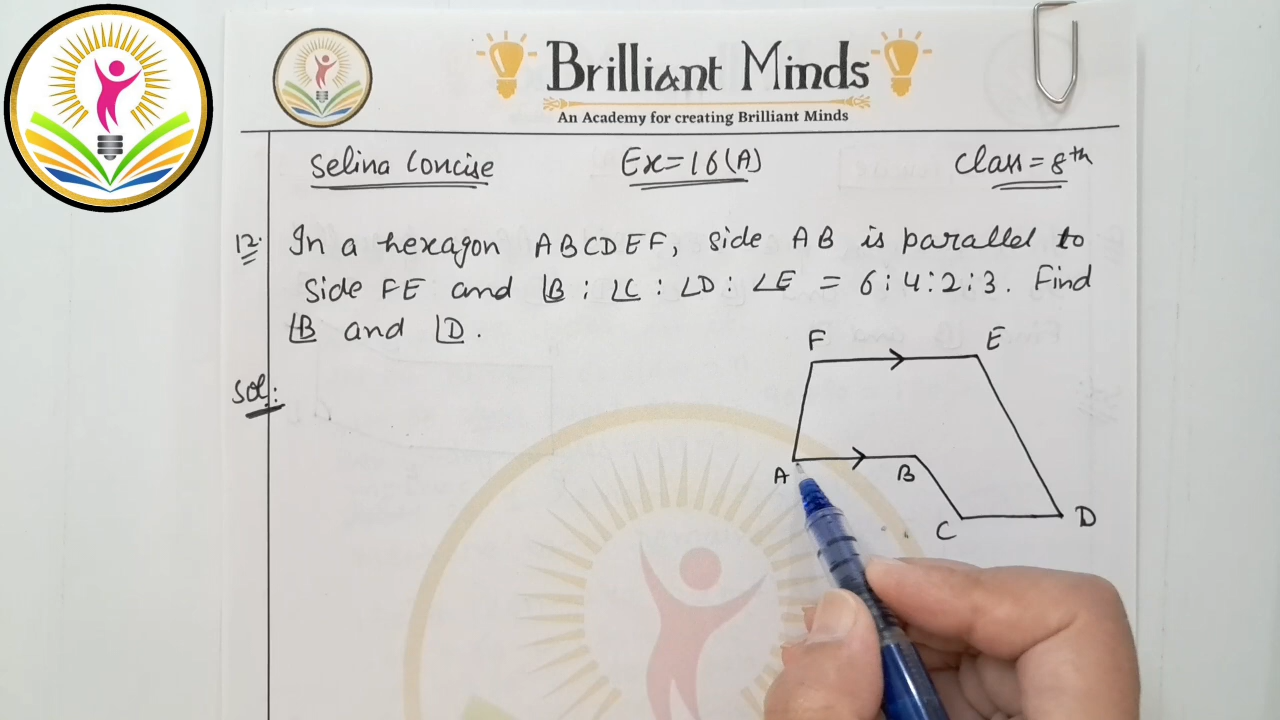 Brilliant Minds
An Academy for creating Brilliant Minds
Selina Concise Ex=16(A) Class=8th
12. In a hexagon ABCDEF, side AB is parallel to
side FE and ∠B : ∠C : ∠D : ∠E = 6:4:2:3. Find
∠B and ∠D.
Sol:
F E
A B
C D